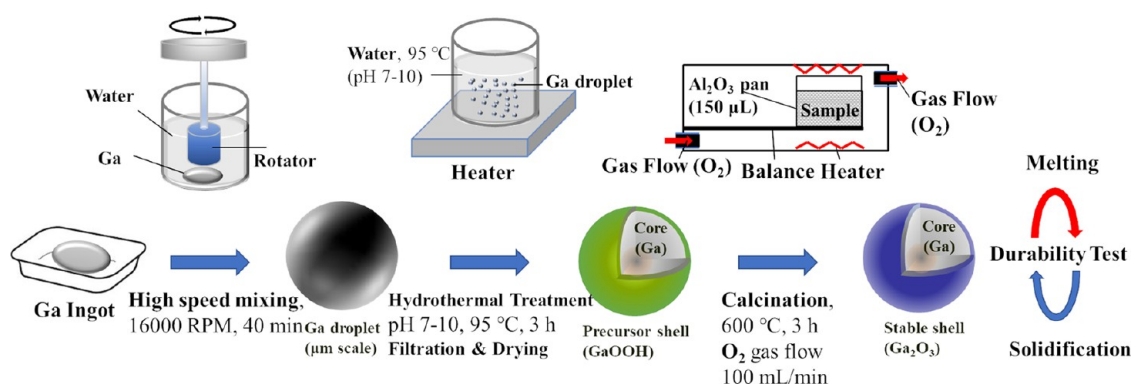 Water
Ga
Rotator
Water, 95 ℃
(pH 7-10)
Ga droplet
Heater
Al₂O₃ pan
(150 μL)
Sample
Gas Flow
(O₂)
Gas Flow (O₂)
Balance Heater
Ga Ingot
High speed mixing,
16000 RPM, 40 min
Ga droplet
(μm scale)
Hydrothermal Treatment
pH 7-10, 95 ℃, 3 h
Filtration & Drying
Core
(Ga)
Precursor shell
(GaOOH)
Calcination,
600 ℃, 3 h
O₂ gas flow
100 mL/min
Core
(Ga)
Stable shell
(Ga₂O₃)
Melting
Durability Test
Solidification